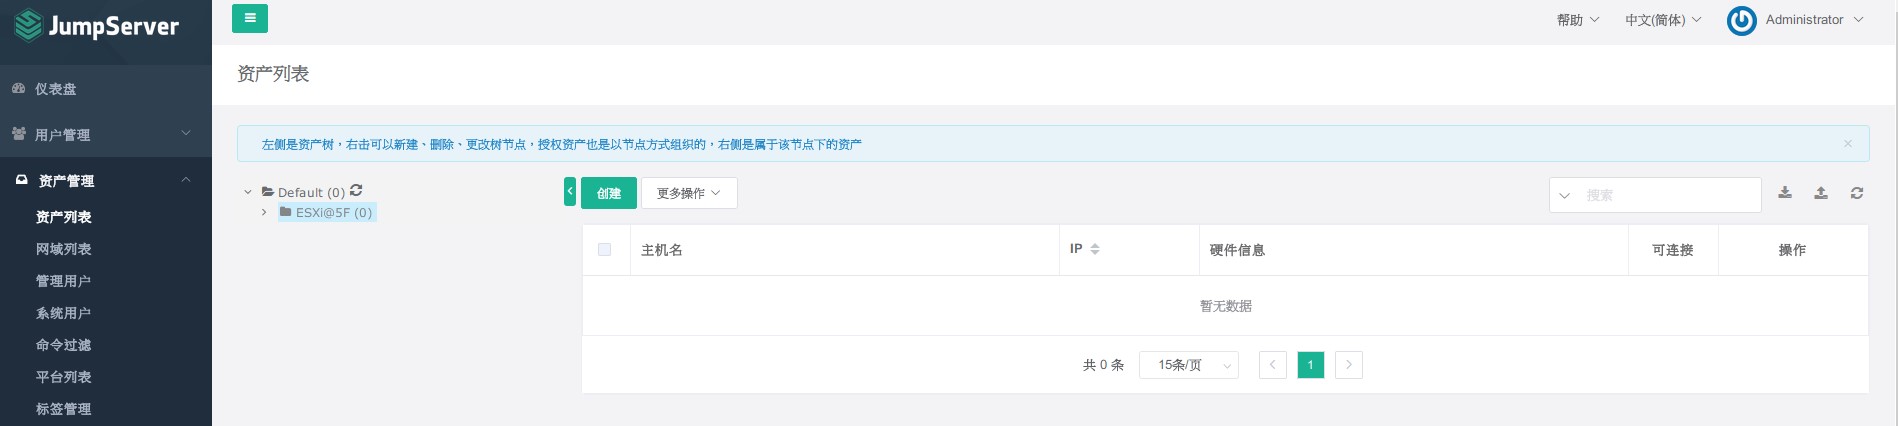 JumpServer
帮助
中文(简体)
Administrator
仪表盘
用户管理
资产管理
资产列表
网域列表
管理用户
系统用户
命令过滤
平台列表
标签管理
资产列表
左侧是资产树，右击可以新建、删除、更改树节点，授权资产也是以节点方式组织的，右侧是属于该节点下的资产
Default (0)
ESXi@5F (0)
创建
更多操作
搜索
主机名
IP
硬件信息
可连接
操作
暂无数据
共 0 条
15条/页
1